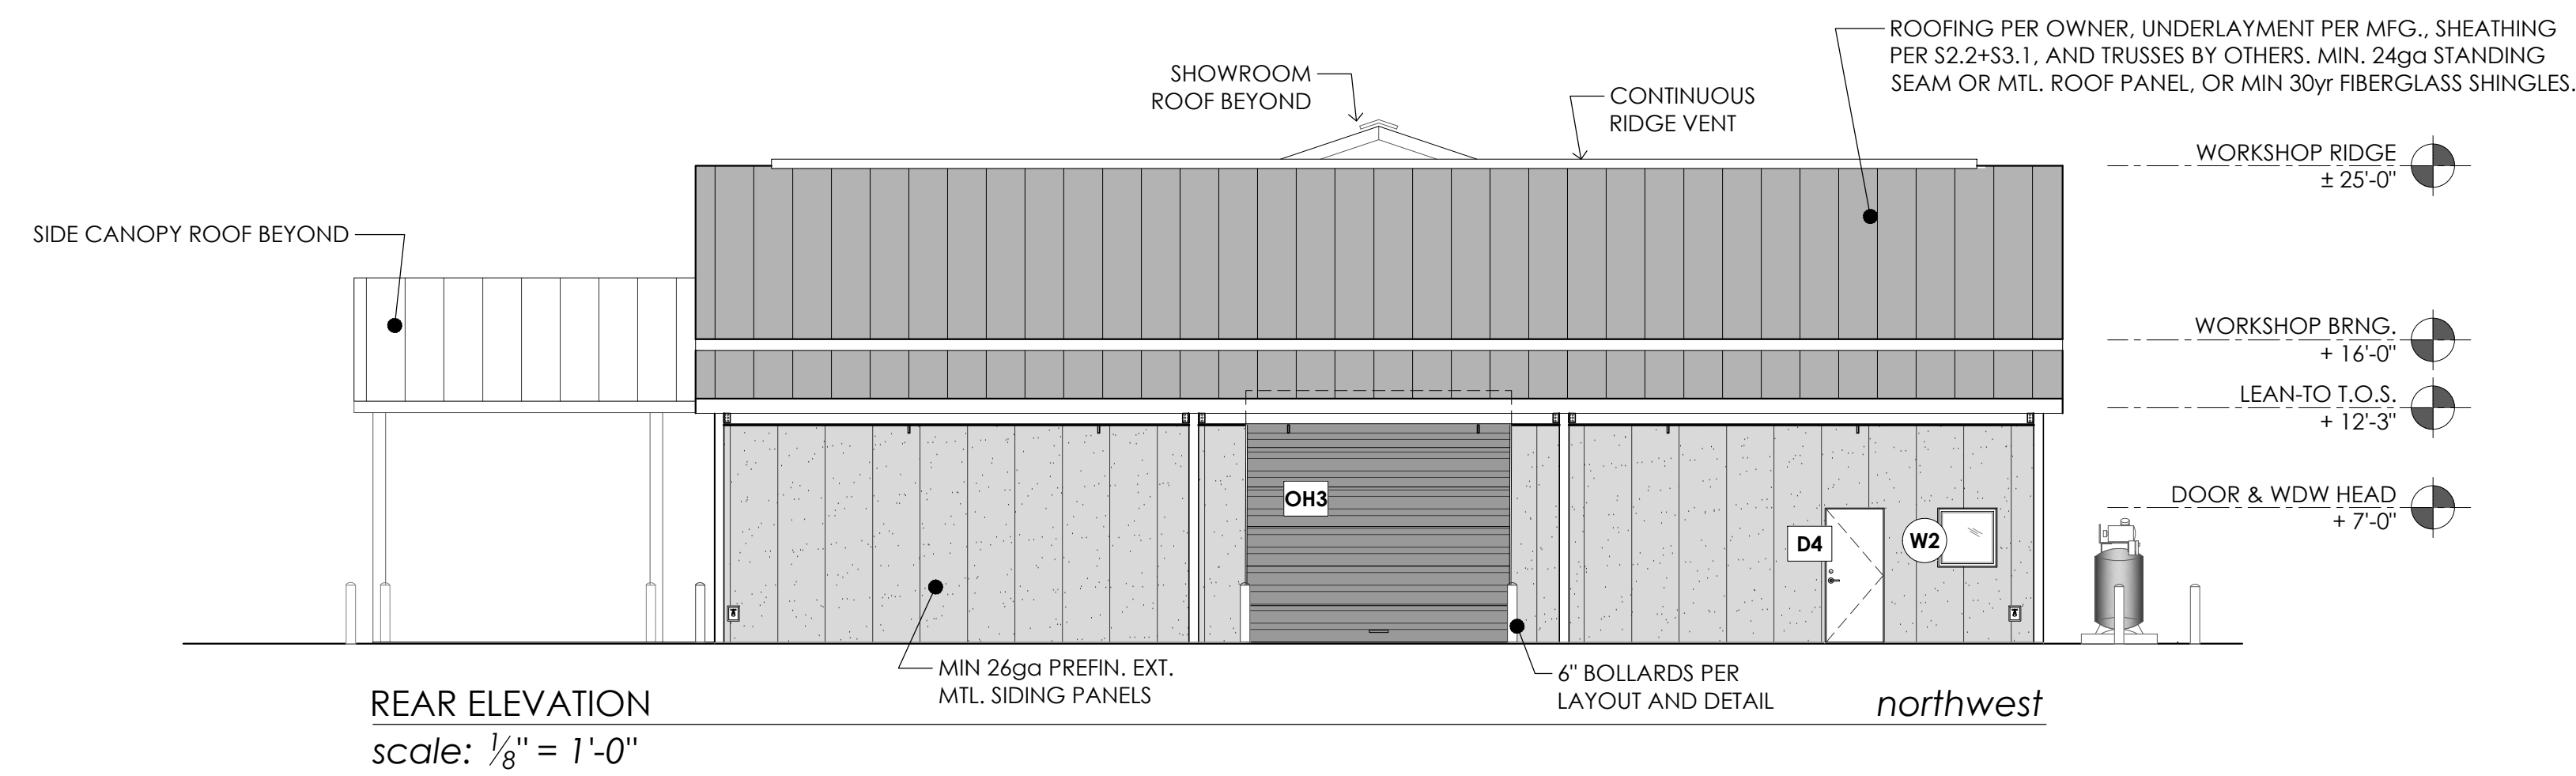 ROOFING PER OWNER, UNDERLAYMENT PER MFG., SHEATHING
PER S2.2+S3.1, AND TRUSSES BY OTHERS. MIN. 24ga STANDING
SEAM OR MTL. ROOF PANEL, OR MIN 30yr FIBERGLASS SHINGLES.
SHOWROOM
ROOF BEYOND
CONTINUOUS
RIDGE VENT
WORKSHOP RIDGE
± 25'-0"
SIDE CANOPY ROOF BEYOND
WORKSHOP BRNG.
+ 16'-0"
LEAN-TO T.O.S.
+ 12'-3"
DOOR & WDW HEAD
+ 7'-0"
OH3
D4
W2
MIN 26ga PREFIN. EXT.
MTL. SIDING PANELS
6" BOLLARDS PER
LAYOUT AND DETAIL
REAR ELEVATION
northwest
scale: ⅛" = 1'-0"